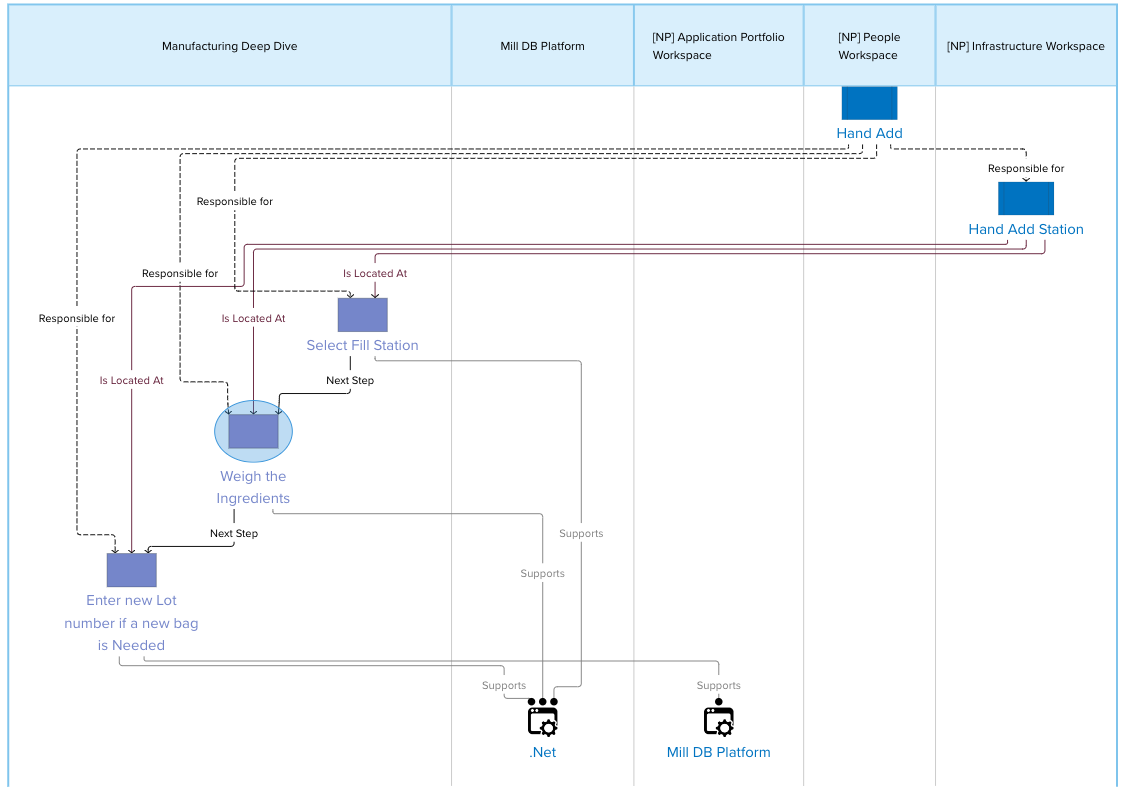 Manufacturing Deep Dive
Mill DB Platform
[NP] Application Portfolio
Workspace
[NP] People
Workspace
[NP] Infrastructure Workspace
Hand Add
Responsible for
Hand Add Station
Responsible for
Responsible for
Is Located At
Responsible for
Is Located At
Select Fill Station
Is Located At
Next Step
Weigh the
Ingredients
Next Step
Supports
Supports
Enter new Lot
number if a new bag
is Needed
Supports
Supports
.Net
Mill DB Platform